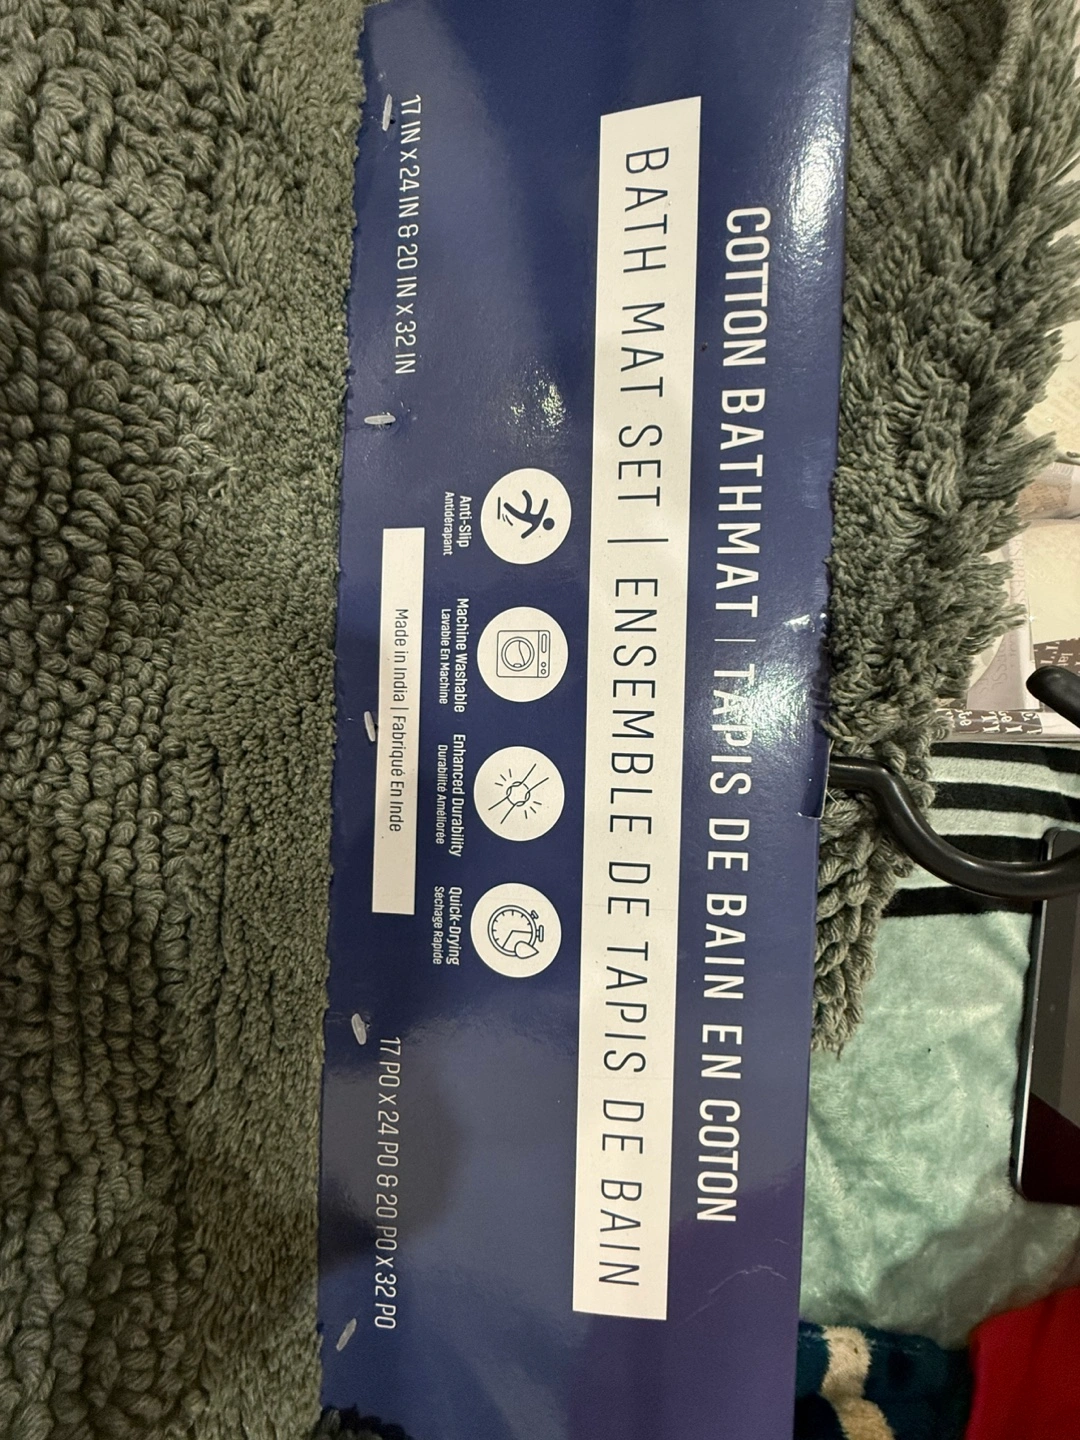 COTTON BATHMAT | TAPIS DE BAIN EN COTON
BATH MAT SET | ENSEMBLE DE TAPIS DE BAIN
Anti-Slip
Antidérapant
Machine Washable
Lavable En Machine
Enhanced Durability
Durabilité Améliorée
Quick-Drying
Séchage Rapide
17 IN X 24 IN & 20 IN X 32 IN
Made in India | Fabriqué En Inde
17 PO X 24 PO & 20 PO X 32 PO